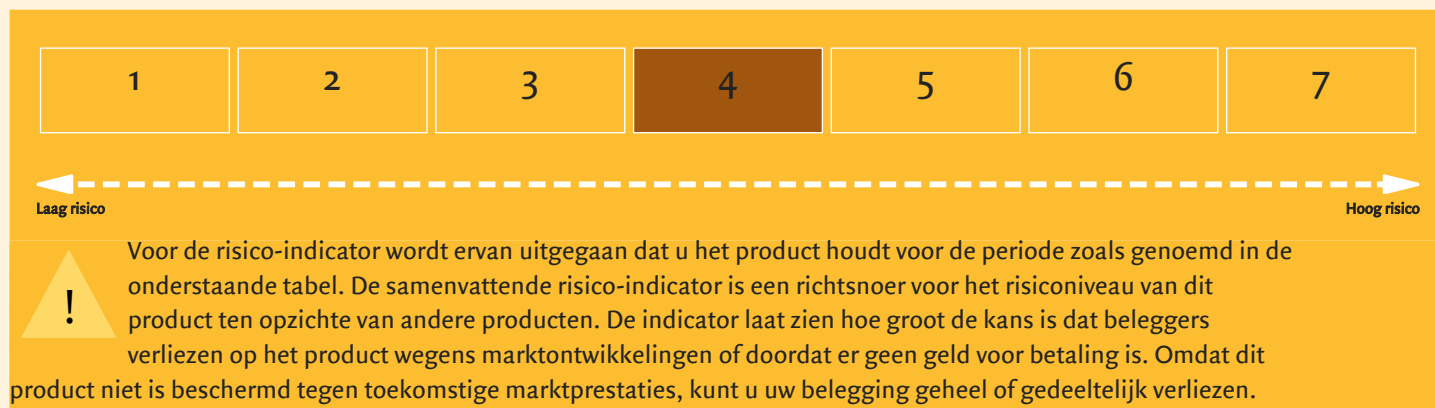 1 2 3 4 5 6 7
Laag risico Hoog risico
Voor de risico-indicator wordt ervan uitgegaan dat u het product houdt voor de periode zoals genoemd in de
onderstaande tabel. De samenvattende risico-indicator is een richtsnoer voor het risiconiveau van dit
! product ten opzichte van andere producten. De indicator laat zien hoe groot de kans is dat beleggers
verliezen op het product wegens marktontwikkelingen of doordat er geen geld voor betaling is. Omdat dit
product niet is beschermd tegen toekomstige marktprestaties, kunt u uw belegging geheel of gedeeltelijk verliezen.